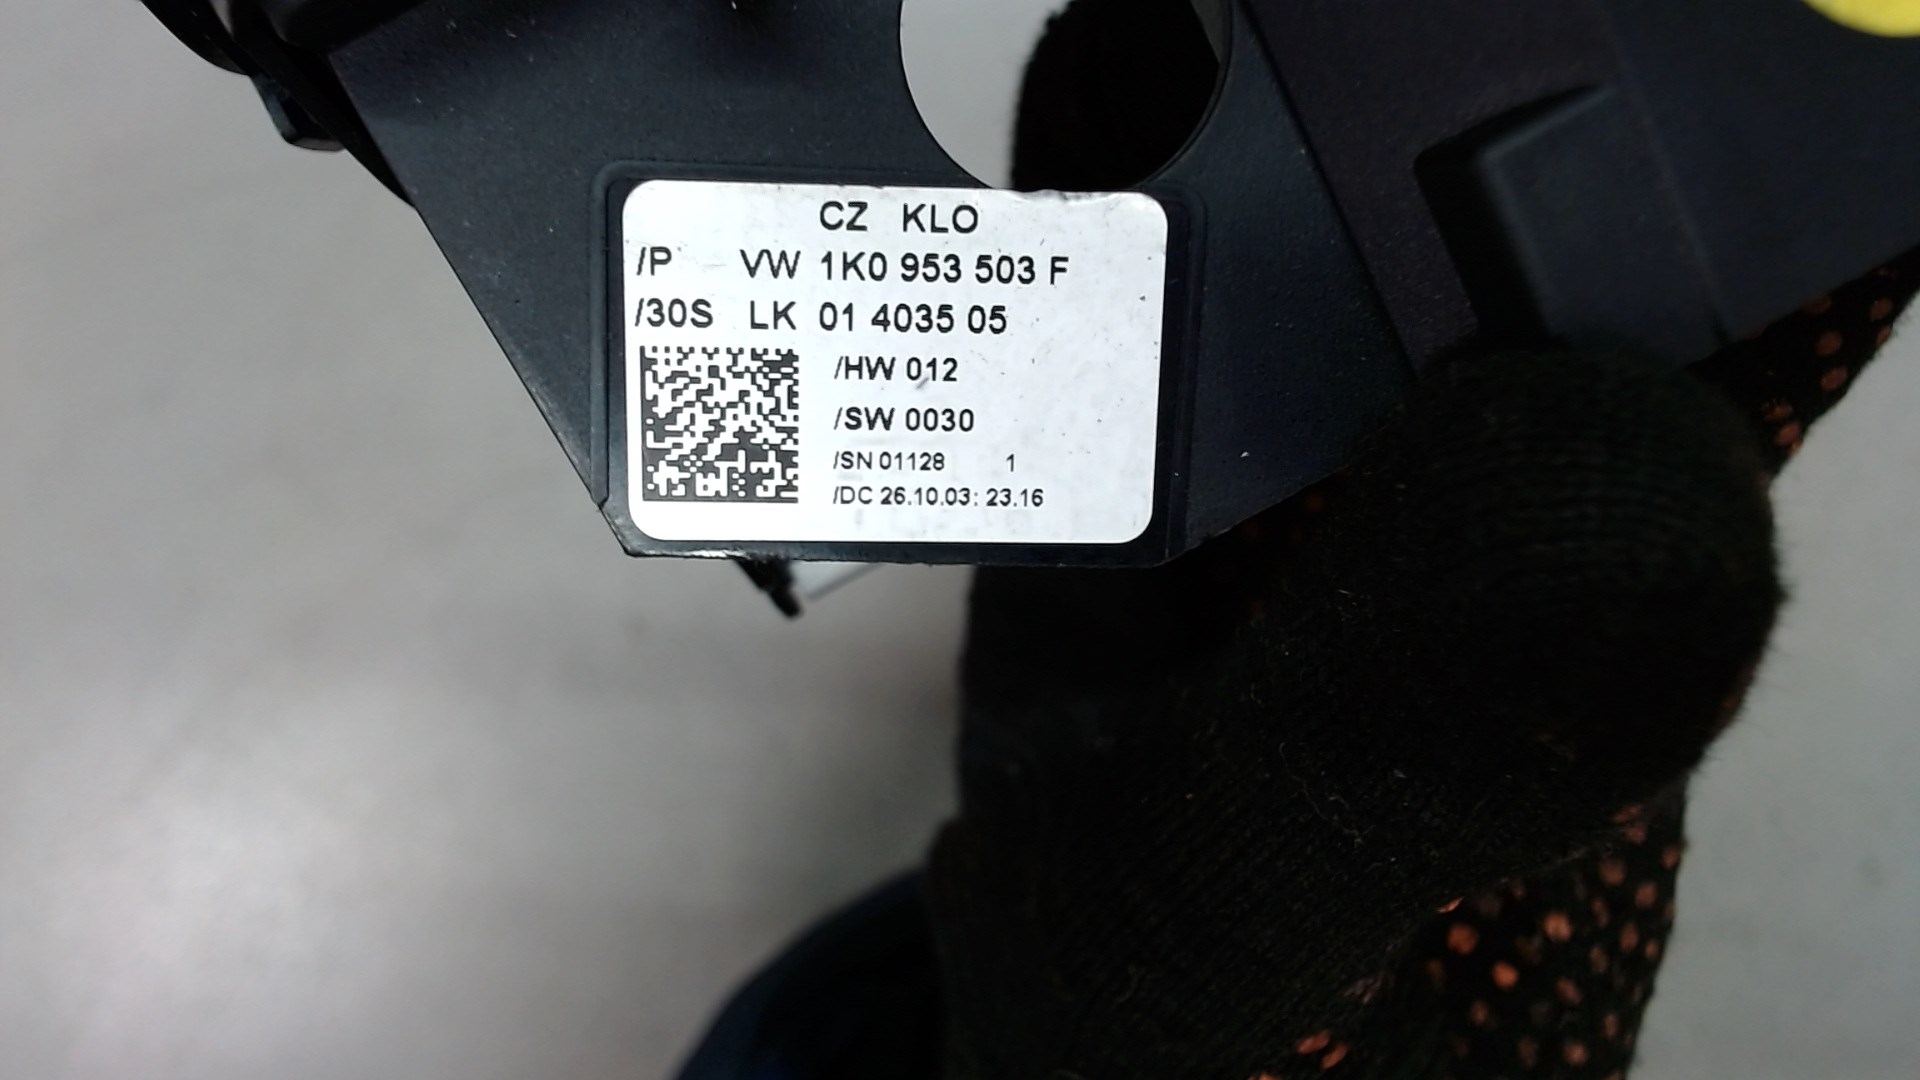 CZ KLO
/P VW 1K0 953 503 F
/30S LK 01 4035 05
/HW 012
/SW 0030
/SN 01128 1
/DC 26.10.03: 23.16